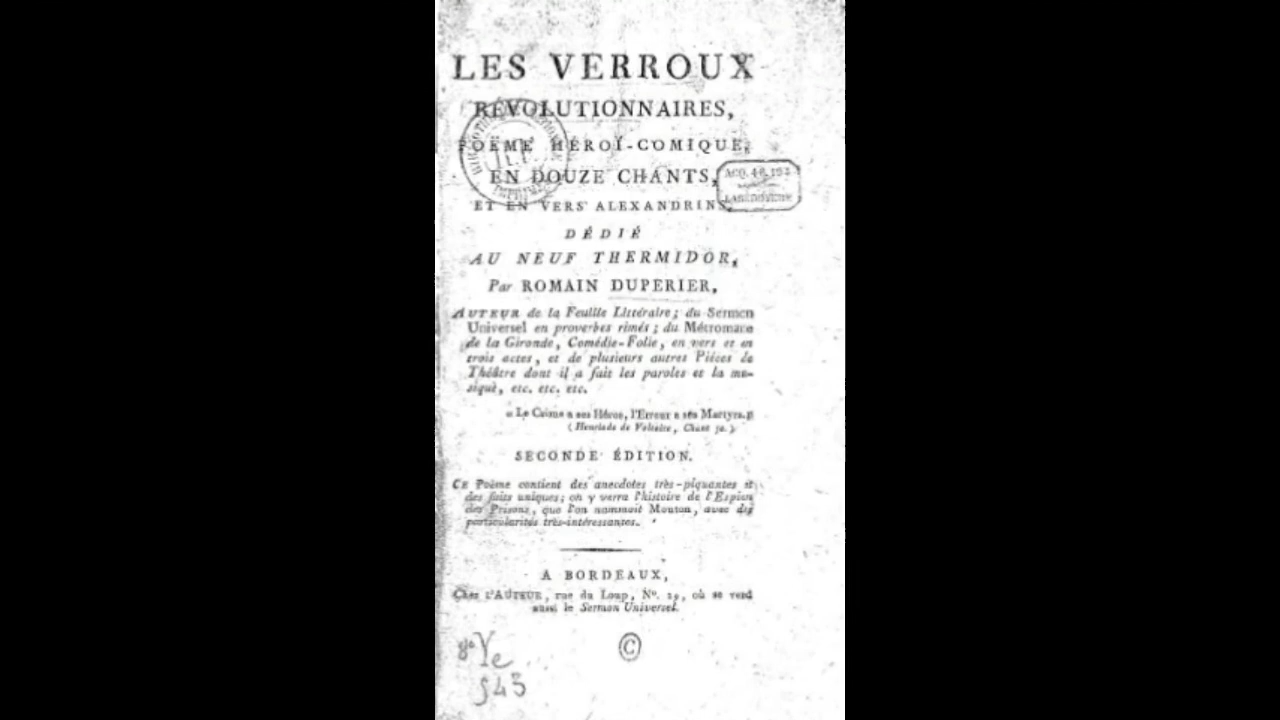 LES VERROUX
RÉVOLUTIONNAIRES,
POËME HÉROÏ-COMIQUE,
EN DOUZE CHANTS,
ET EN VERS ALEXANDRINS,
DÉDIÉ
AU NEUF THERMIDOR,
Par ROMAIN DUPERIER,
AUTEUR de la Feuille Littéraire; du Sermon
Universel en proverbes rimés; du Métromane
de la Gironde, Comédie-Folie, en vers et en
trois actes, et de plusieurs autres Piéces de
Théâtre dont il a fait les paroles et la mu-
sique, etc. etc. etc.
« Le Crime a ses Héros, l'Erreur a ses Martyrs. »
(Henriade de Voltaire, Chant
SECONDE ÉDITION.
CE Poème contient des anecdotes très-piquantes et
des faits uniques; on y verra l'histoire de l'Espion
des Prisons, que l'on nommoit Mouton, avec des
particularités très-intéressantes.
A BORDEAUX,
Chez l'AUTEUR, rue du Loup, N°. 29, où se vend
aussi le Sermon Universel.
©
8° Ye
543